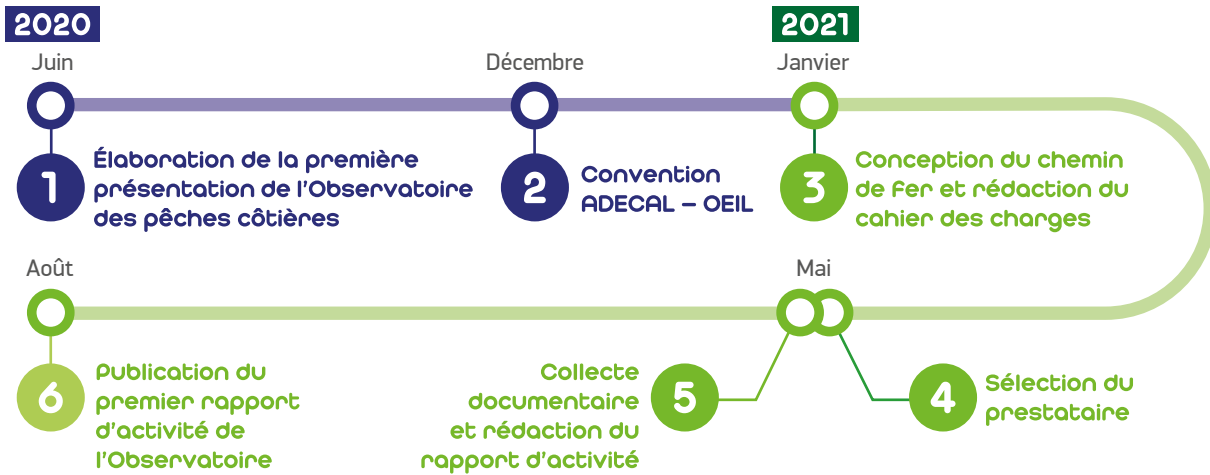 2020
2021
Juin
Décembre
Janvier
1
Élaboration de la première
présentation de l'Observatoire
des pêches côtières
2
Convention
ADECAL – OEIL
3
Conception du chemin
de fer et rédaction du
cahier des charges
Août
Mai
6
Publication du
premier rapport
d'activité de
l'Observatoire
Collecte
documentaire
et rédaction du
rapport d'activité
5
4
Sélection du
prestataire